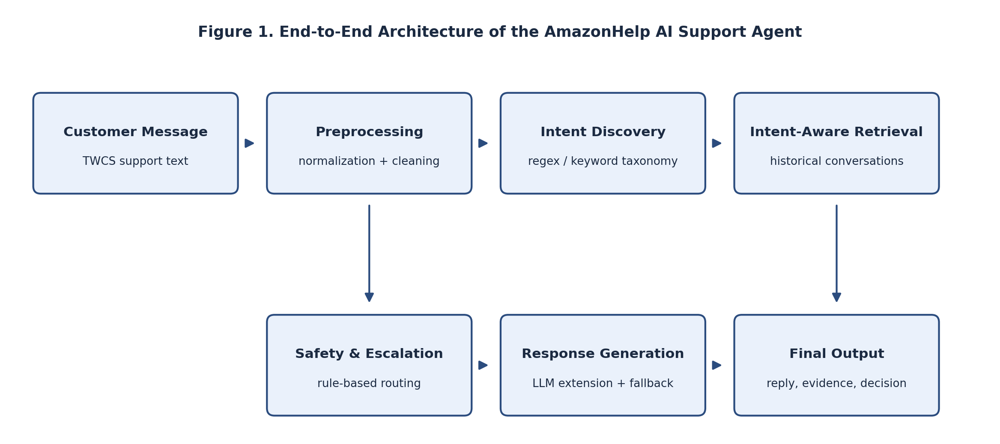 Figure 1. End-to-End Architecture of the AmazonHelp AI Support Agent
Customer Message
TWCS support text
Preprocessing
normalization + cleaning
Intent Discovery
regex / keyword taxonomy
Intent-Aware Retrieval
historical conversations
Safety & Escalation
rule-based routing
Response Generation
LLM extension + fallback
Final Output
reply, evidence, decision